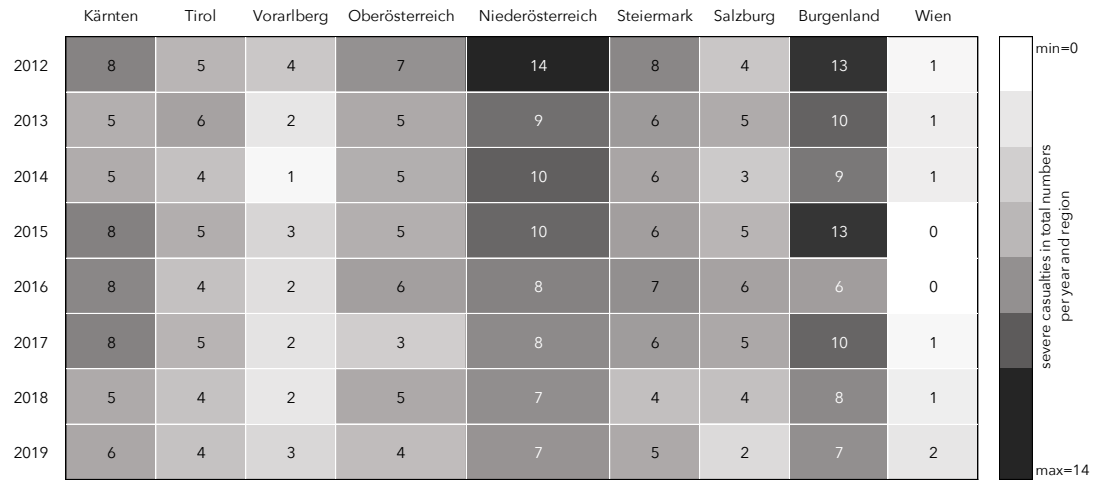 Kärnten Tirol Vorarlberg Oberösterreich Niederösterreich Steiermark Salzburg Burgenland Wien
2012 8 5 4 7 14 8 4 13 1
2013 5 6 2 5 9 6 5 10 1
2014 5 4 1 5 10 6 3 9 1
2015 8 5 3 5 10 6 5 13 0
2016 8 4 2 6 8 7 6 6 0
2017 8 5 2 3 8 6 5 10 1
2018 5 4 2 5 7 4 4 8 1
2019 6 4 3 4 7 5 2 7 2
min=0
severe casualties in total numbers
per year and region
max=14